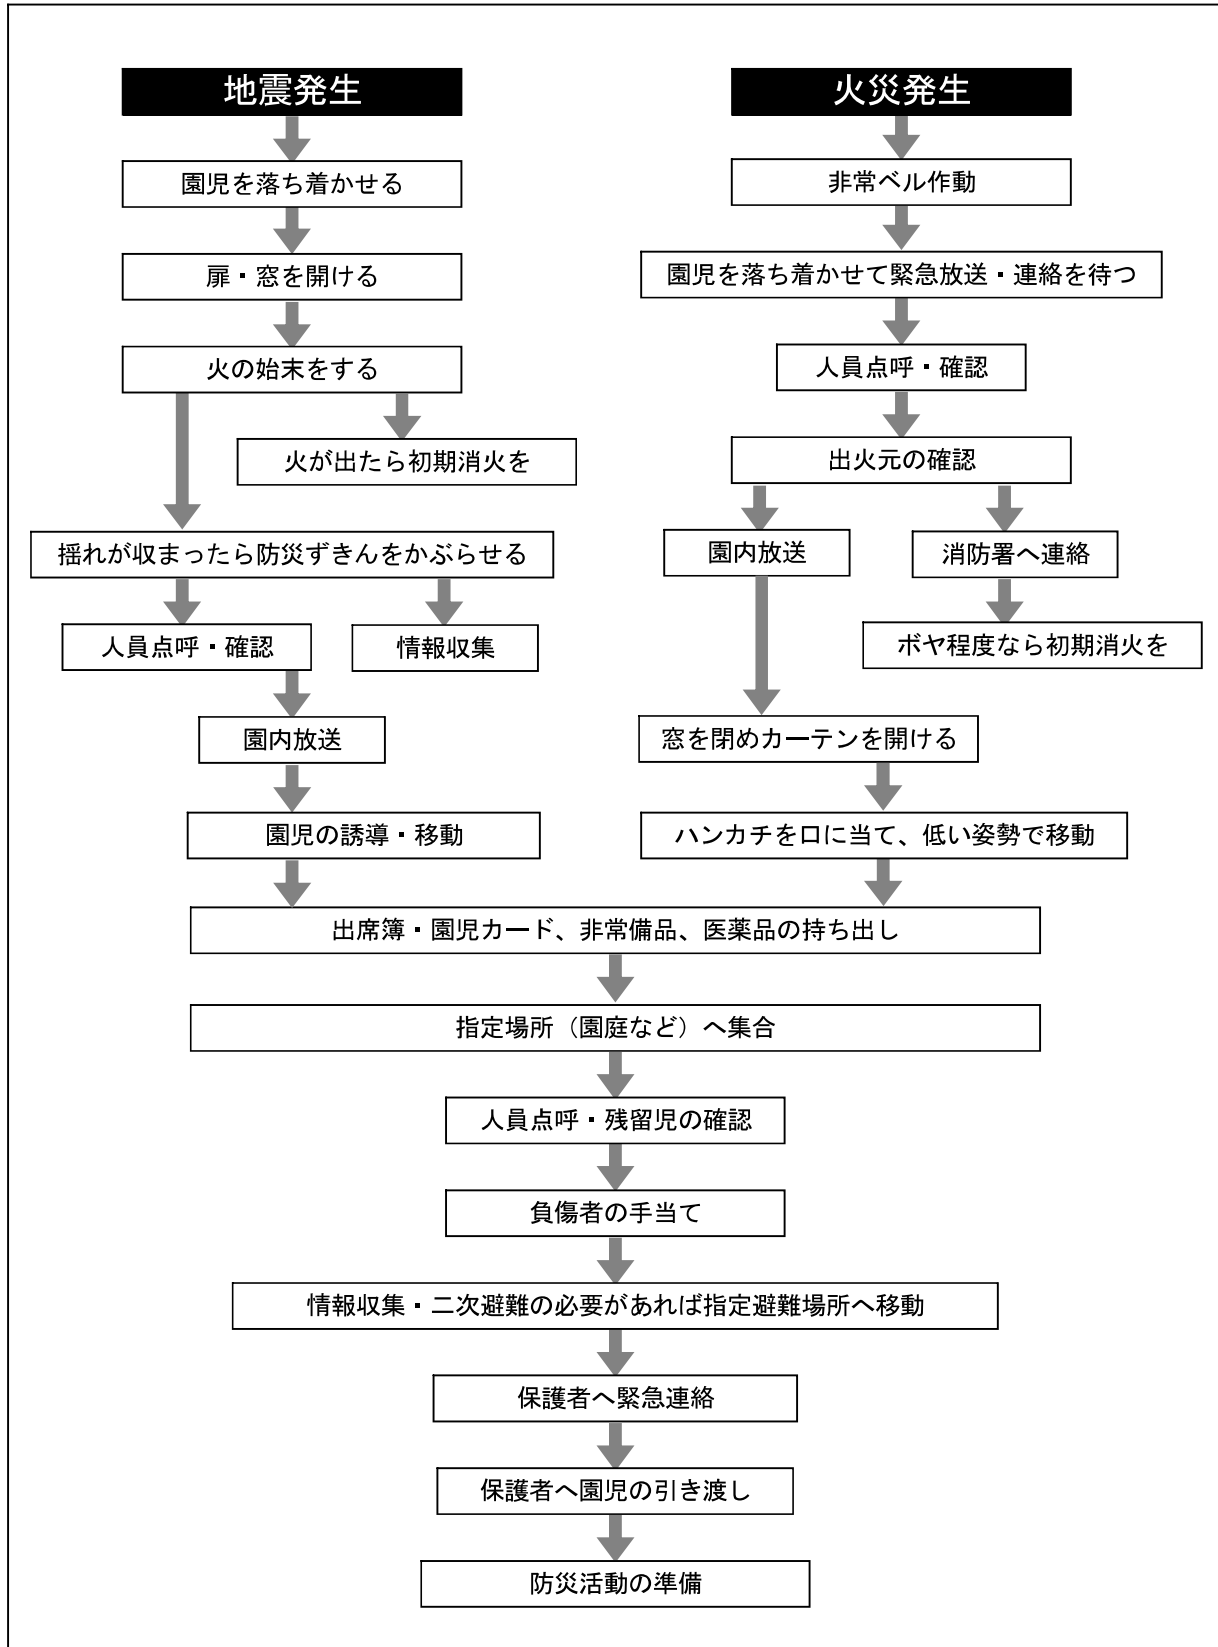 地震発生
園児を落ち着かせる
扉・窓を開ける
火の始末をする
火が出たら初期消火を
揺れが収まったら防災ずきんをかぶらせる
人員点呼・確認
情報収集
園内放送
園児の誘導・移動
火災発生
非常ベル作動
園児を落ち着かせて緊急放送・連絡を待つ
人員点呼・確認
出火元の確認
園内放送
消防署へ連絡
ボヤ程度なら初期消火を
窓を閉めカーテンを開ける
ハンカチを口に当て、低い姿勢で移動
出席簿・園児カード、非常備品、医薬品の持ち出し
指定場所（園庭など）へ集合
人員点呼・残留児の確認
負傷者の手当て
情報収集・二次避難の必要があれば指定避難場所へ移動
保護者へ緊急連絡
保護者へ園児の引き渡し
防災活動の準備